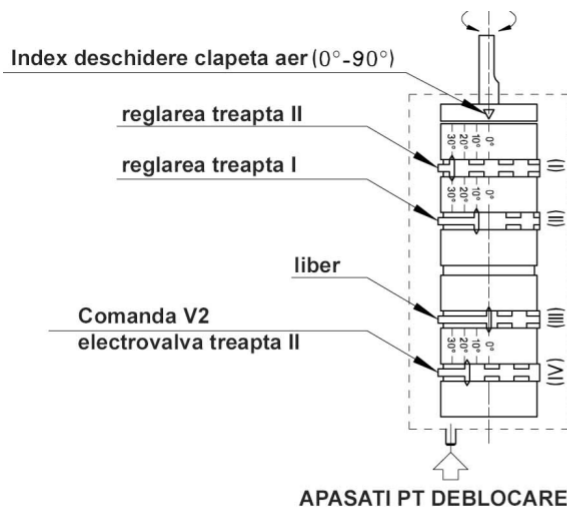 Index deschidere clapeta aer (0°-90°)
reglarea treapta II
30° 20° 10° 0°
(I)
reglarea treapta I
30° 20° 10° 0°
(II)
liber
(III)
Comanda V2
electrovalva treapta II
30° 20° 10° 0°
(IV)
APASATI PT DEBLOCARE